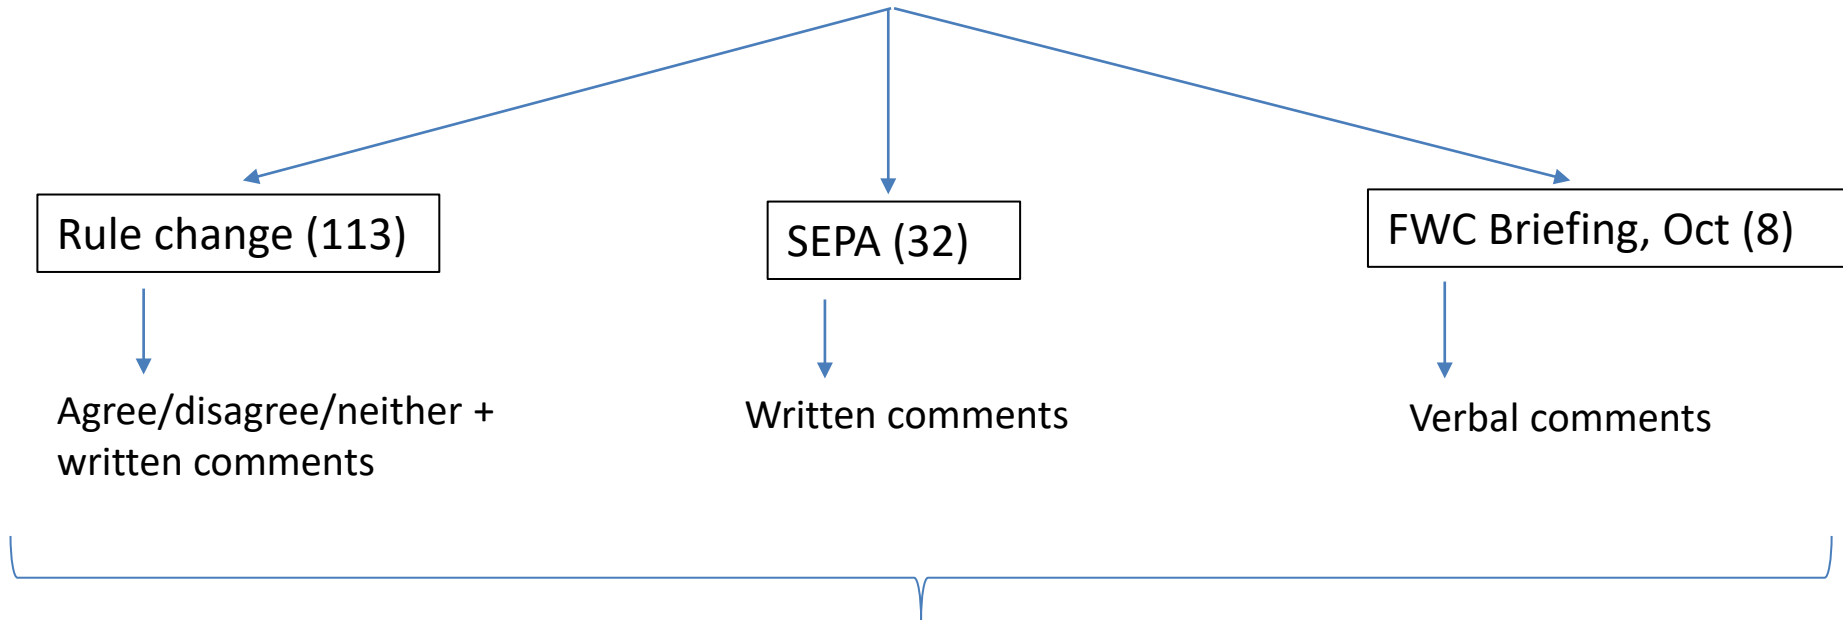 Rule change (113)
SEPA (32)
FWC Briefing, Oct (8)
Agree/disagree/neither +
written comments
Written comments
Verbal comments